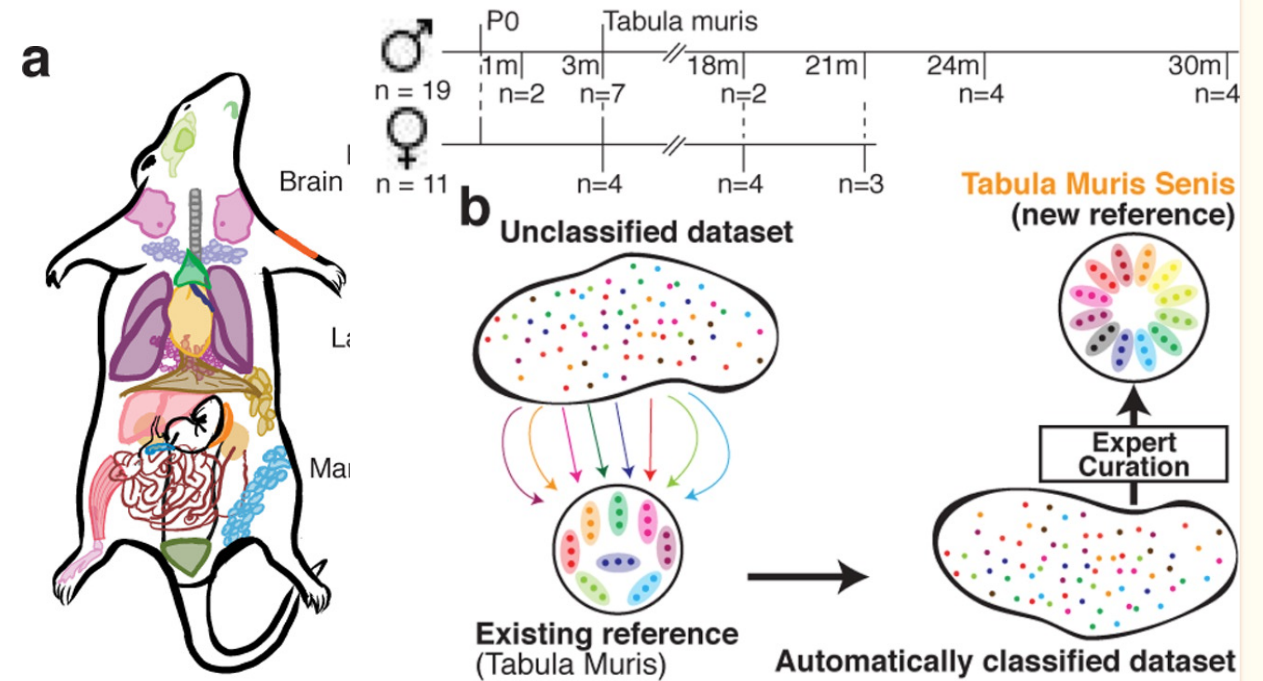 a
P0
Tabula muris
1m
3m
18m
21m
24m
30m
n = 19
n=2
n=7
n=2
n=4
n=4
n = 11
n=4
n=4
n=3
Brain
b
Unclassified dataset
Existing reference
(Tabula Muris)
Automatically classified dataset
Expert
Curation
Tabula Muris Senis
(new reference)